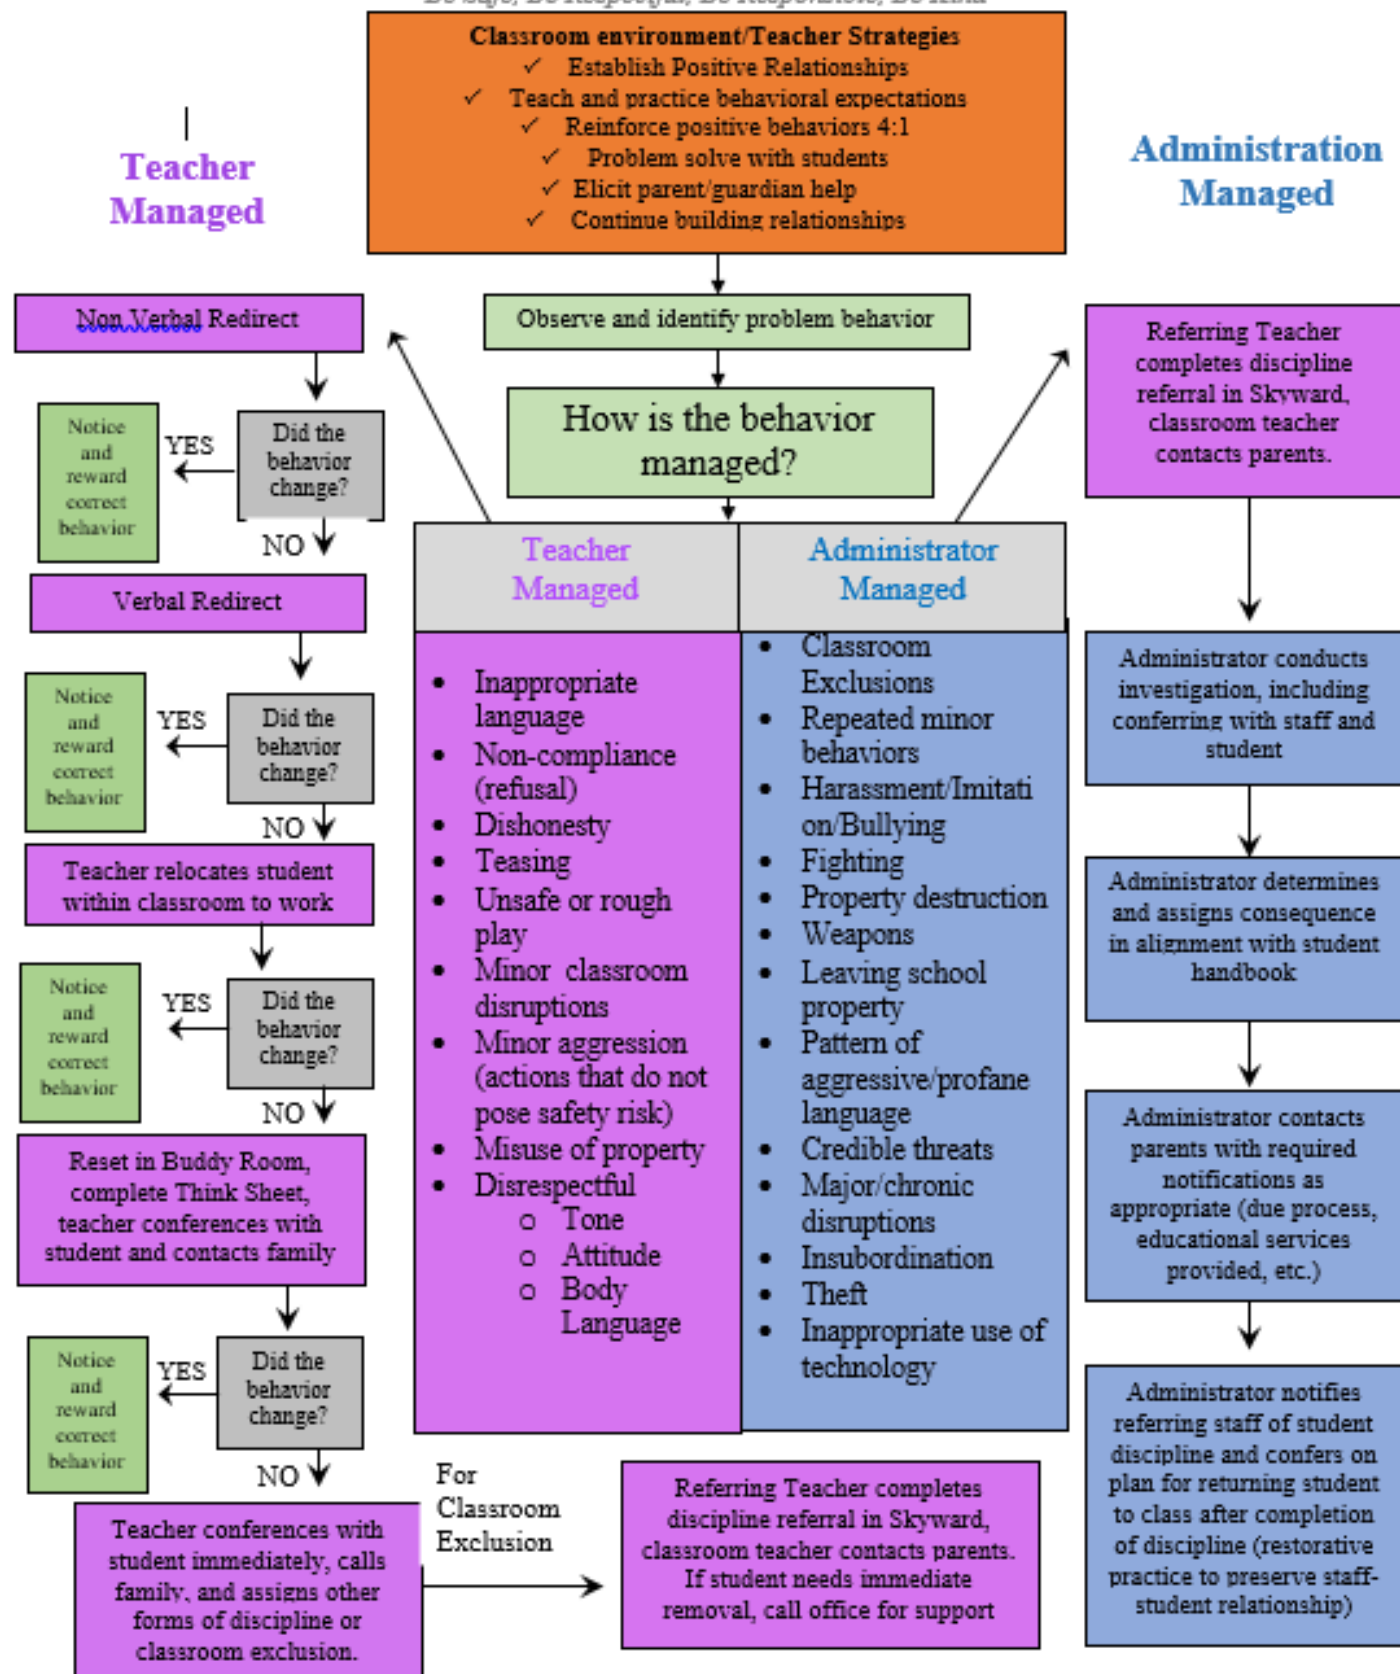 Be Safe, Be Respectful, Be Responsible, Be Kind
Classroom environment/Teacher Strategies
✓ Establish Positive Relationships
✓ Teach and practice behavioral expectations
✓ Reinforce positive behaviors 4:1
✓ Problem solve with students
✓ Elicit parent/guardian help
✓ Continue building relationships
Teacher
Managed
Administration
Managed
Observe and identify problem behavior
How is the behavior
managed?
Non Verbal Redirect
Did the
behavior
change?
YES
Notice
and
reward
correct
behavior
NO
Verbal Redirect
Did the
behavior
change?
YES
Notice
and
reward
correct
behavior
NO
Teacher relocates student
within classroom to work
Did the
behavior
change?
YES
Notice
and
reward
correct
behavior
NO
Reset in Buddy Room,
complete Think Sheet,
teacher conferences with
student and contacts family
Did the
behavior
change?
YES
Notice
and
reward
correct
behavior
NO
Teacher conferences with
student immediately, calls
family, and assigns other
forms of discipline or
classroom exclusion.
For
Classroom
Exclusion
Referring Teacher completes
discipline referral in Skyward,
classroom teacher contacts parents.
If student needs immediate
removal, call office for support
Teacher
Managed
• Inappropriate
language
• Non-compliance
(refusal)
• Dishonesty
• Teasing
• Unsafe or rough
play
• Minor classroom
disruptions
• Minor aggression
(actions that do not
pose safety risk)
• Misuse of property
• Disrespectful
o Tone
o Attitude
o Body
Language
Administrator
Managed
• Classroom
Exclusions
• Repeated minor
behaviors
• Harassment/Imitati
on/Bullying
• Fighting
• Property destruction
• Weapons
• Leaving school
property
• Pattern of
aggressive/profane
language
• Credible threats
• Major/chronic
disruptions
• Insubordination
• Theft
• Inappropriate use of
technology
Referring Teacher
completes discipline
referral in Skyward,
classroom teacher
contacts parents.
Administrator conducts
investigation, including
conferring with staff and
student
Administrator determines
and assigns consequence
in alignment with student
handbook
Administrator contacts
parents with required
notifications as
appropriate (due process,
educational services
provided, etc.)
Administrator notifies
referring staff of student
discipline and confers on
plan for returning student
to class after completion
of discipline (restorative
practice to preserve staff-
student relationship)